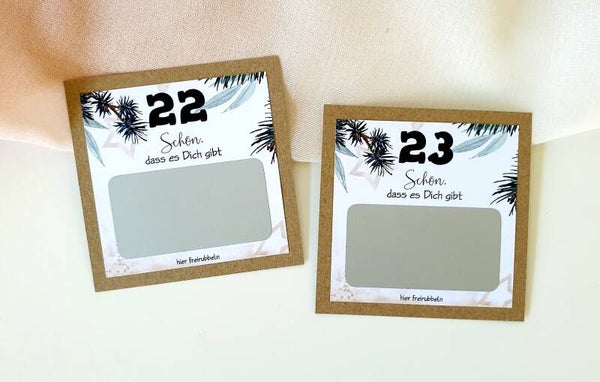 22
Schön,
dass es Dich gibt
hier freirubbeln
23
Schön,
dass es Dich gibt
hier freirubbeln